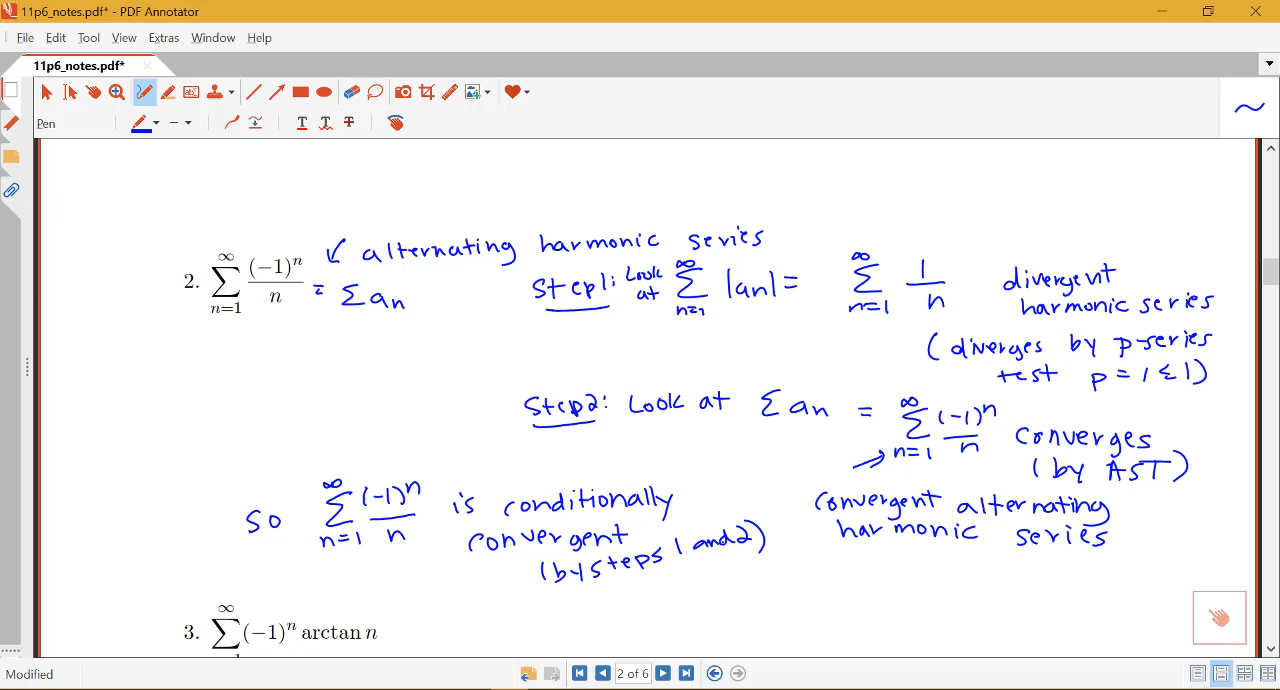 11p6_notes.pdf* - PDF Annotator
File Edit Tool View Extras Window Help
11p6_notes.pdf*
Pen
alternating harmonic series
2. ∞ ∑ n=1 (−1)^n / n = Σ an
Step1: Look at ∞ Σ n=1 |an| = ∞ Σ n=1 1/n divergent
harmonic series
(diverges by p-series
test p = 1 ≤ 1)
Step2: Look at Σ an = ∞ Σ n=1 (-1)^n / n converges
(by AST)
convergent alternating
harmonic series
So ∞ Σ n=1 (-1)^n / n is conditionally
convergent
(by steps 1 and 2)
3. ∞ ∑ (−1)^n arctan n
Modified
2 of 6